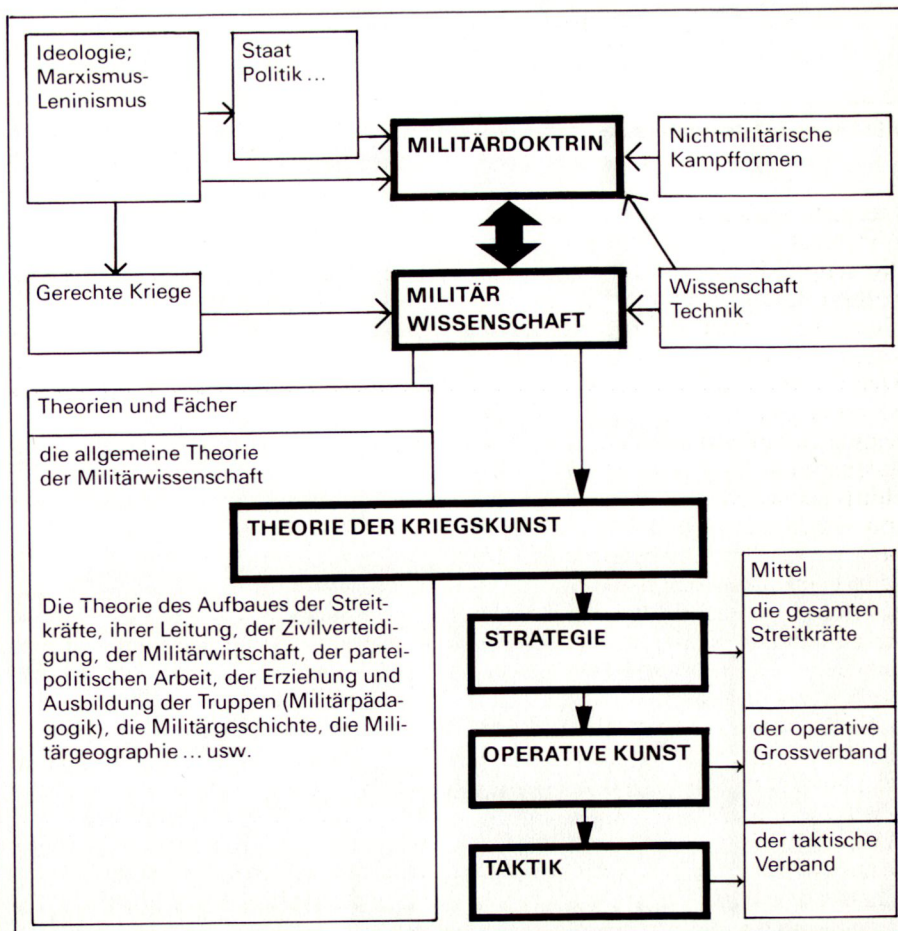 Ideologie;
Marxismus-
Leninismus
Staat
Politik ...
MILITÄRDOKTRIN
Nichtmilitärische
Kampfformen
Gerechte Kriege
MILITÄR
WISSENSCHAFT
Wissenschaft
Technik
Theorien und Fächer
die allgemeine Theorie
der Militärwissenschaft
THEORIE DER KRIEGSKUNST
Die Theorie des Aufbaues der Streit-
kräfte, ihrer Leitung, der Zivilverteidi-
gung, der Militärwirtschaft, der partei-
politischen Arbeit, der Erziehung und
Ausbildung der Truppen (Militärpäda-
gogik), die Militärgeschichte, die Mili-
tärgeographie ... usw.
Mittel
STRATEGIE
die gesamten
Streitkräfte
OPERATIVE KUNST
der operative
Grossverband
TAKTIK
der taktische
Verband